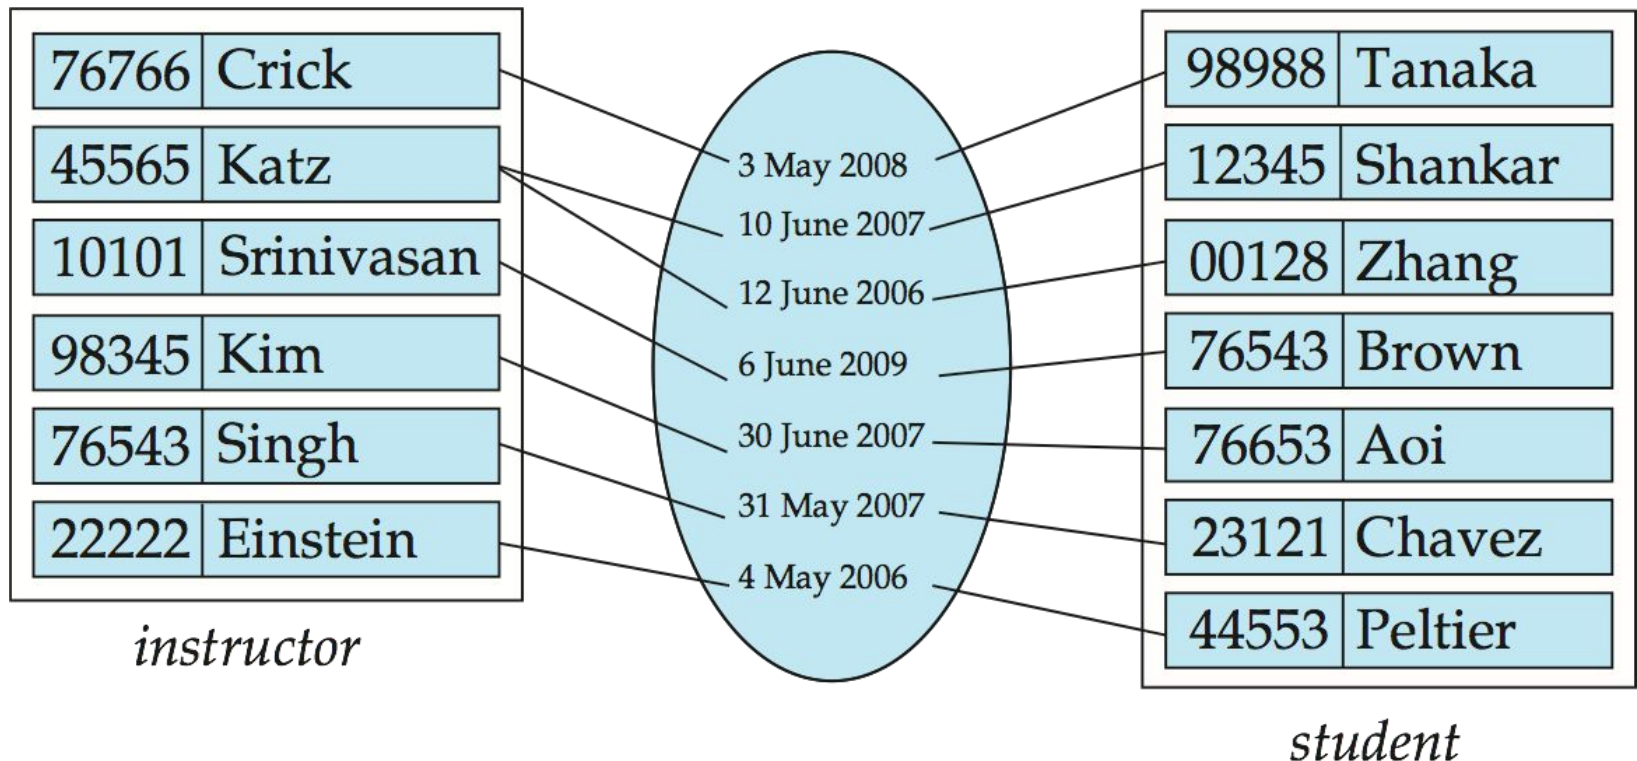 76766 Crick
45565 Katz
10101 Srinivasan
98345 Kim
76543 Singh
22222 Einstein
instructor
3 May 2008
10 June 2007
12 June 2006
6 June 2009
30 June 2007
31 May 2007
4 May 2006
98988 Tanaka
12345 Shankar
00128 Zhang
76543 Brown
76653 Aoi
23121 Chavez
44553 Peltier
student